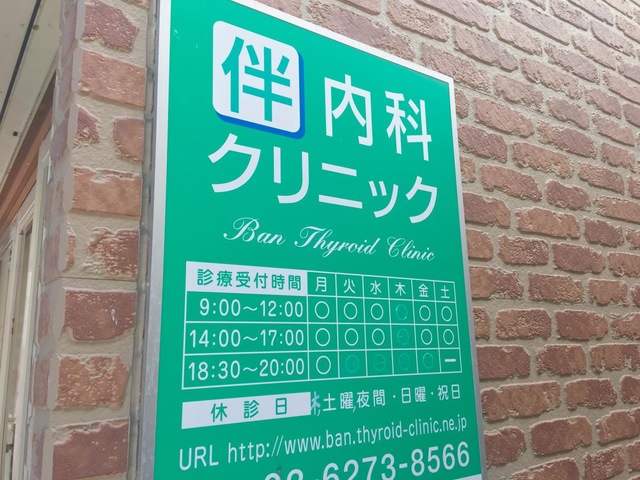 伴 内科
クリニック
Ban Thyroid Clinic
診療受付時間 月 火 水 木 金 土
9:00～12:00 ○ ○ ○ ○ ○
14:00～17:00 ○ ○ ○ ○ ○
18:30～20:00 ○ ー
休診日 土曜夜間・日曜・祝日
URL http://www.ban.thyroid-clinic.ne.jp
6273-8566